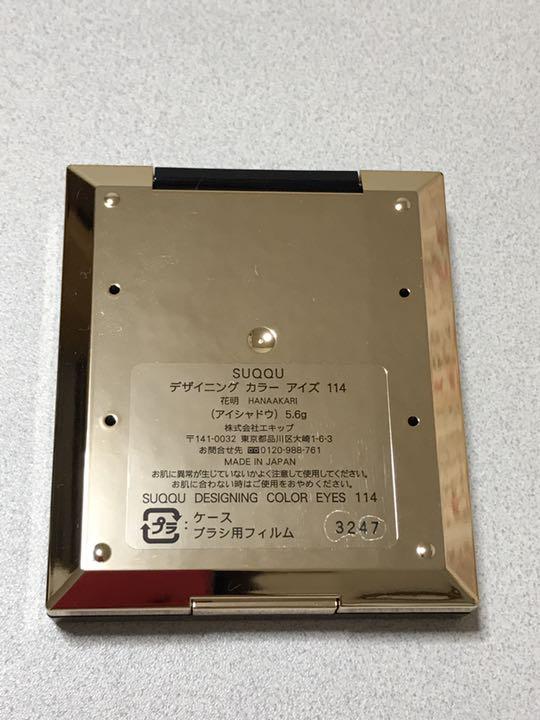 SUQQU
デザイニング カラー アイズ 114
花明 HANAAKARI
(アイシャドウ) 5.6g
株式会社エキップ
〒141-0032 東京都品川区大崎1-6-3
お問合せ先 0120-988-761
MADE IN JAPAN
お肌に異常が生じていないかよく注意して使用してください。
お肌に合わない時はご使用をおやめください。
SUQQU DESIGNING COLOR EYES 114
プラ : ケース
ブラシ用フィルム
3247